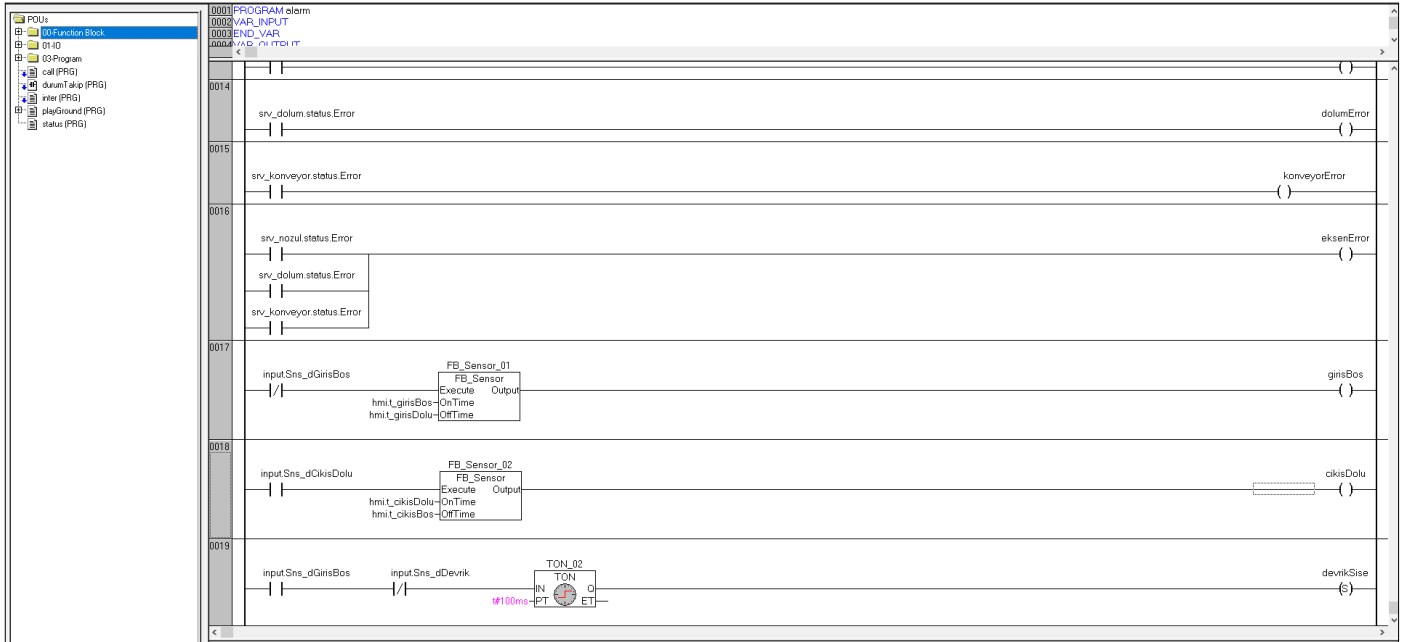 POUs
00-Function Block
01-IO
03-Program
call (PRG)
durumTakip (PRG)
inter (PRG)
playGround (PRG)
status (PRG)
0001 PROGRAM alarm
0002 VAR_INPUT
0003 END_VAR
0004 VAR_OUTPUT
0014
srv_dolum.status.Error dolumError
0015
srv_konveyor.status.Error konveyorError
0016
srv_nozul.status.Error eksenError
srv_dolum.status.Error
srv_konveyor.status.Error
0017
FB_Sensor_01
input.Sns_dGirisBos FB_Sensor girisBos
Execute Output
hmi.t_girisBos OnTime
hmi.t_girisDolu OffTime
0018
FB_Sensor_02
input.Sns_dCikisDolu FB_Sensor cikisDolu
Execute Output
hmi.t_cikisDolu OnTime
hmi.t_cikisBos OffTime
0019
TON_02
input.Sns_dGirisBos input.Sns_dDevrik TON devrikSise
IN Q S
t#100ms PT ET